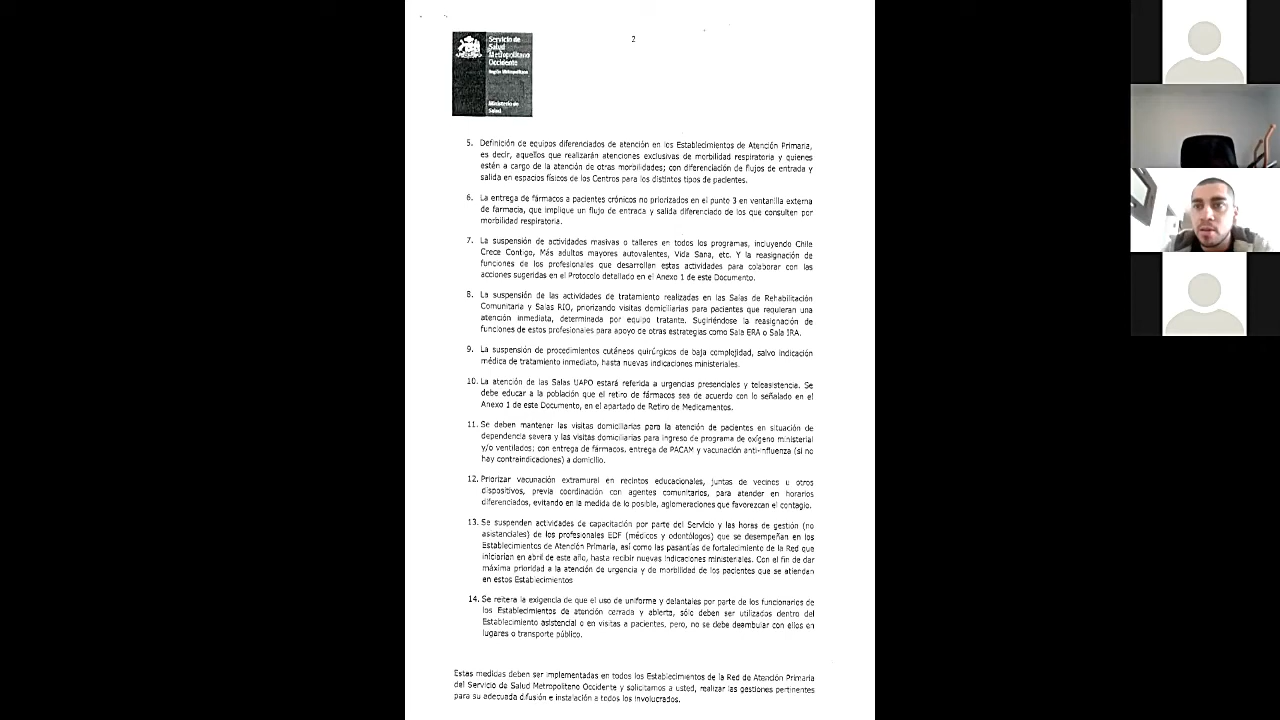 Servicio de
Salud
Metropolitano
Occidente
Región Metropolitana
Ministerio de
Salud
2
5. Definición de equipos diferenciados de atención en los Establecimientos de Atención Primaria,
es decir, aquellos que realizarán atenciones exclusivas de morbilidad respiratoria y quienes
estén a cargo de la atención de otras morbilidades; con diferenciación de flujos de entrada y
salida en espacios físicos de los Centros para los distintos tipos de pacientes.
6. La entrega de fármacos a pacientes crónicos no priorizados en el punto 3 en ventanilla externa
de farmacia, que implique un flujo de entrada y salida diferenciado de los que consulten por
morbilidad respiratoria.
7. La suspensión de actividades masivas o talleres en todos los programas, incluyendo Chile
Crece Contigo, Más adultos mayores autovalentes, Vida Sana, etc. Y la reasignación de
funciones de los profesionales que desarrollan estas actividades para colaborar con las
acciones sugeridas en el Protocolo detallado en el Anexo 1 de este Documento.
8. La suspensión de las actividades de tratamiento realizadas en las Salas de Rehabilitación
Comunitaria y Salas RIO, priorizando visitas domiciliarias para pacientes que requieran una
atención inmediata, determinada por equipo tratante. Sugiriéndose la reasignación de
funciones de estos profesionales para apoyo de otras estrategias como Sala ERA o Sala IRA.
9. La suspensión de procedimientos cutáneos quirúrgicos de baja complejidad, salvo indicación
médica de tratamiento inmediato, hasta nuevas indicaciones ministeriales.
10. La atención de las Salas UAPO estará referida a urgencias presenciales y teleasistencia. Se
debe educar a la población que el retiro de fármacos sea de acuerdo con lo señalado en el
Anexo 1 de este Documento, en el apartado de Retiro de Medicamentos.
11. Se deben mantener las visitas domiciliarias para la atención de pacientes en situación de
dependencia severa y las visitas domiciliarias para ingreso de programa de oxígeno ministerial
y/o ventilados; con entrega de fármacos, entrega de PACAM y vacunación anti-influenza (si no
hay contraindicaciones) a domicilio.
12. Priorizar vacunación extramural en recintos educacionales, juntas de vecinos u otros
dispositivos, previa coordinación con agentes comunitarios, para atender en horarios
diferenciados, evitando en la medida de lo posible, aglomeraciones que favorezcan el contagio.
13. Se suspenden actividades de capacitación por parte del Servicio y las horas de gestión (no
asistenciales) de los profesionales EDF (médicos y odontólogos) que se desempeñan en los
Establecimientos de Atención Primaria, así como las pasantías de fortalecimiento de la Red que
iniciarían en abril de este año, hasta recibir nuevas indicaciones ministeriales. Con el fin de dar
máxima prioridad a la atención de urgencia y de morbilidad de los pacientes que se atiendan
en estos Establecimientos
14. Se reitera la exigencia de que el uso de uniforme y delantales por parte de los funcionarios de
los Establecimientos de atención cerrada y abierta, sólo deben ser utilizados dentro del
Establecimiento asistencial o en visitas a pacientes, pero, no se debe deambular con ellos en
lugares o transporte público.
Estas medidas deben ser implementadas en todos los Establecimientos de la Red de Atención Primaria
del Servicio de Salud Metropolitano Occidente y solicitamos a usted, realizar las gestiones pertinentes
para su adecuada difusión e instalación a todos los involucrados.